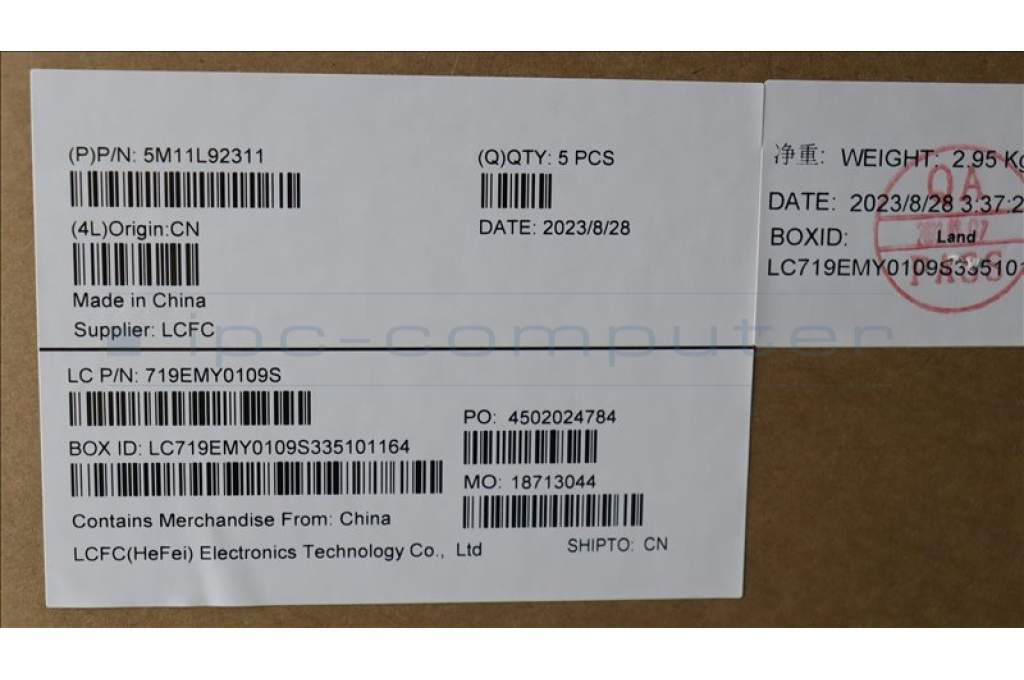 (P)P/N: 5M11L92311
(Q)QTY: 5 PCS
(4L)Origin:CN
DATE: 2023/8/28
Made in China
Supplier: LCFC
LC P/N: 719EMY0109S
PO: 4502024784
BOX ID: LC719EMY0109S335101164
MO: 18713044
Contains Merchandise From: China
LCFC(HeFei) Electronics Technology Co., Ltd
SHIPTO: CN
净重: WEIGHT: 2.95 Kg
DATE: 2023/8/28 3:37:2
BOXID:
Land
LC719EMY0109S335101
QA
PASS
ipc-computer